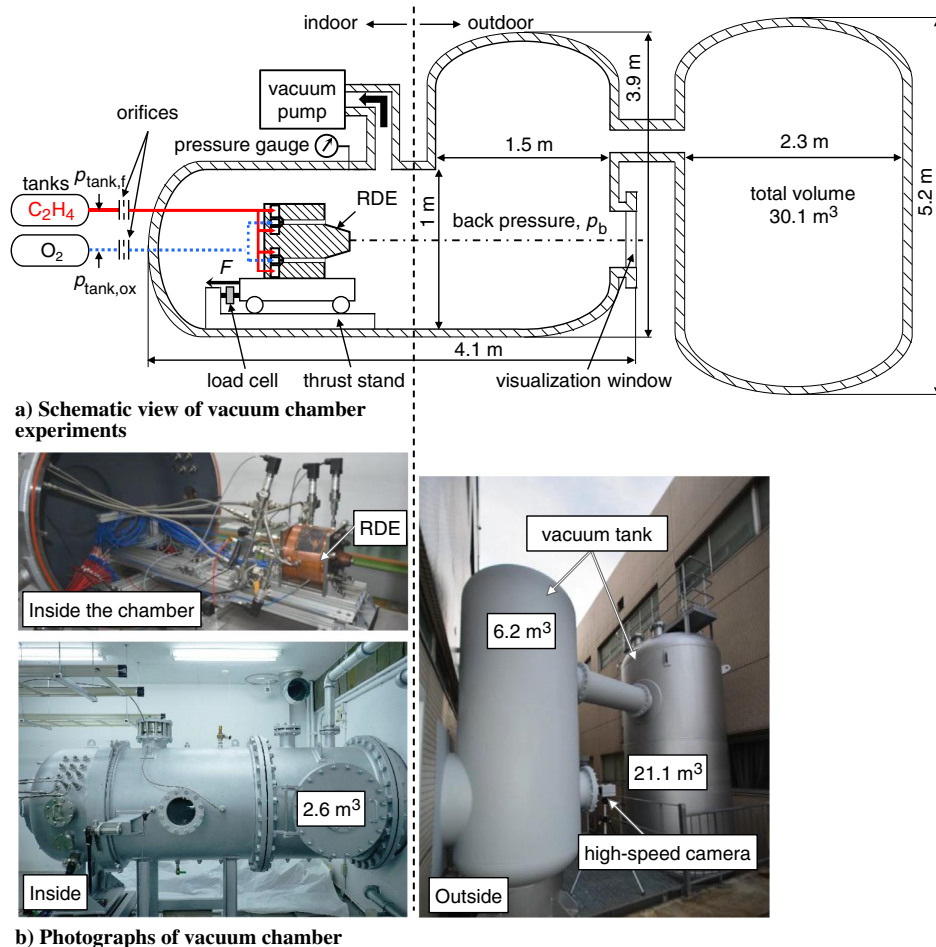 indoor
outdoor
vacuum
pump
orifices
pressure gauge
tanks
p_tank,f
C₂H₄
O₂
p_tank,ox
F
RDE
1 m
1.5 m
back pressure, p_b
3.9 m
2.3 m
total volume
30.1 m³
5.2 m
4.1 m
load cell
thrust stand
visualization window
a) Schematic view of vacuum chamber
experiments
RDE
Inside the chamber
2.6 m³
Inside
vacuum tank
6.2 m³
21.1 m³
high-speed camera
Outside
b) Photographs of vacuum chamber